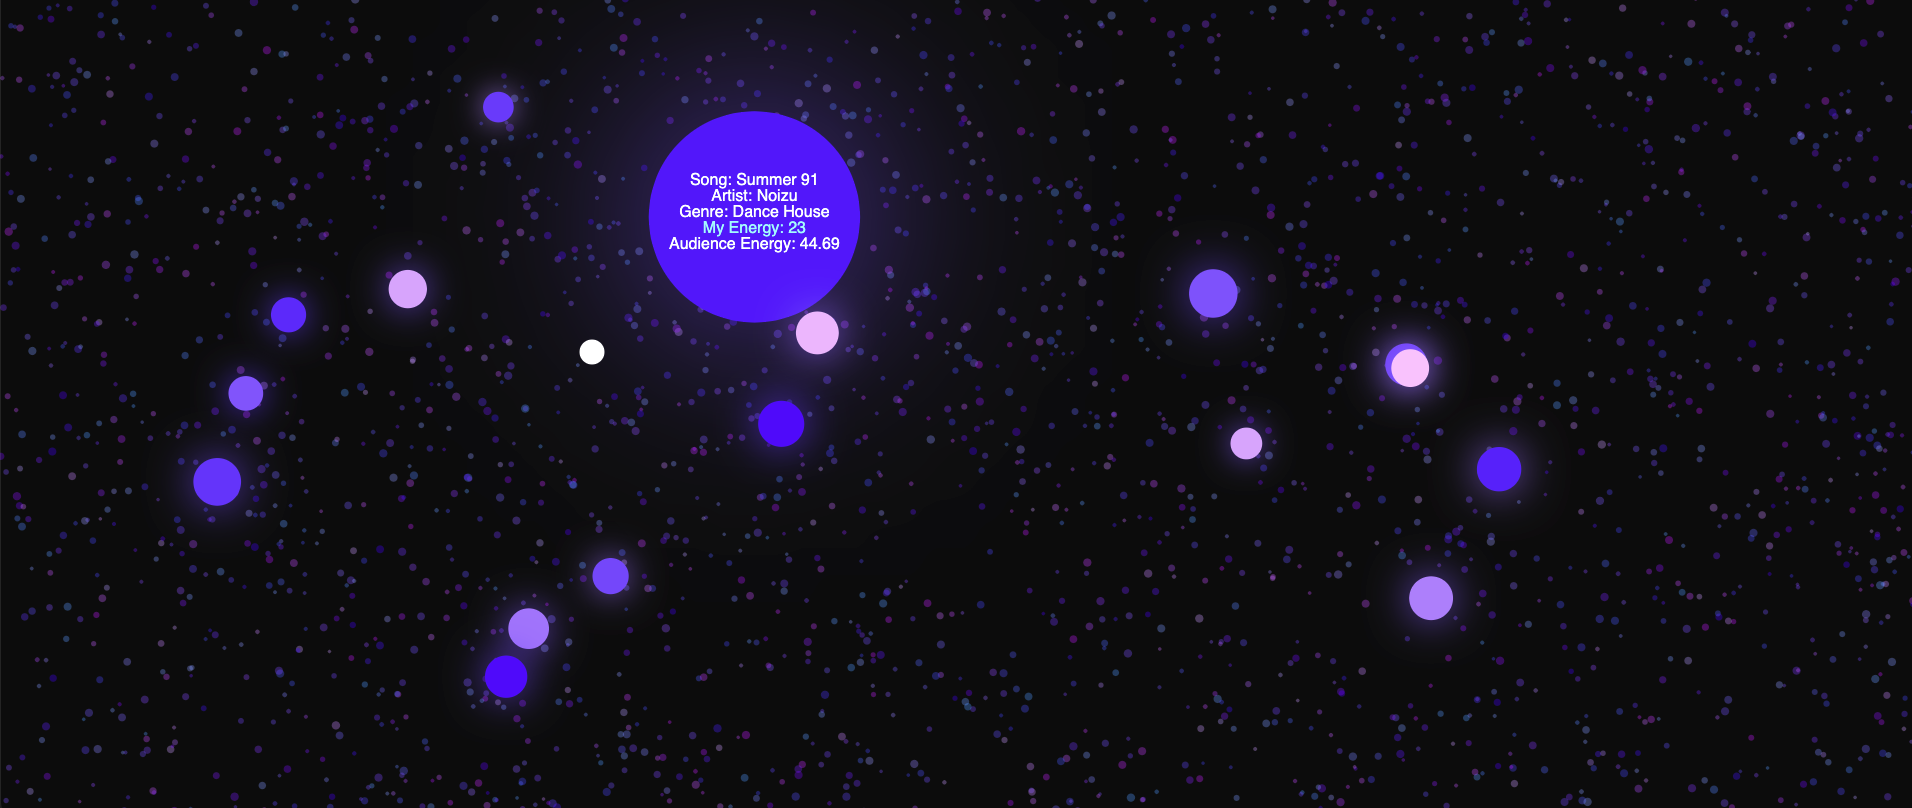 Song: Summer 91
Artist: Noizu
Genre: Dance House
My Energy: 23
Audience Energy: 44.69